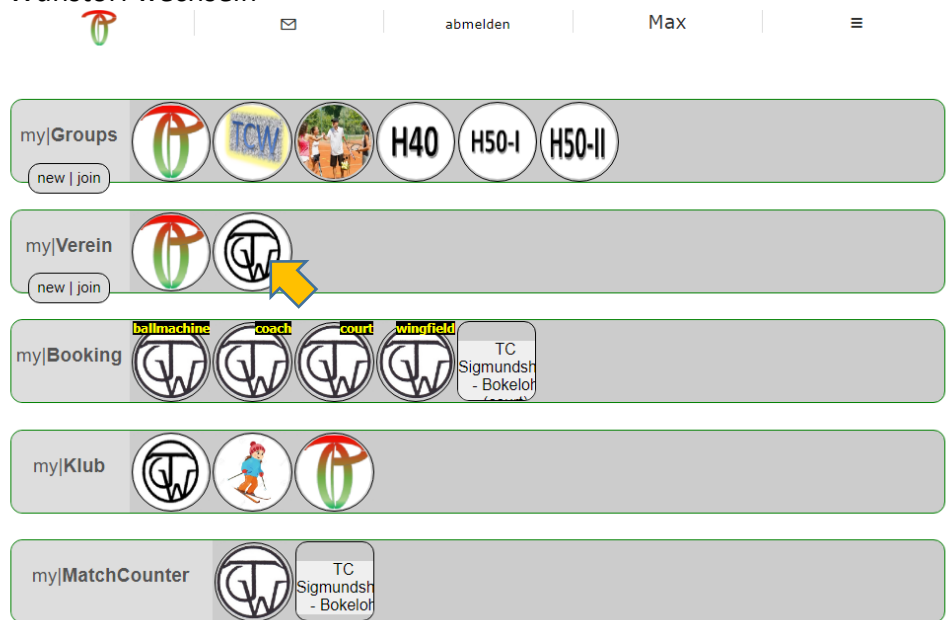 abmelden Max ≡
my|Groups
TCW H40 H50-I H50-II
new | join
my|Verein
new | join
ballmachine coach court wingfield
my|Booking
TC
Sigmundsh
- Bokeloh
my|Klub
my|MatchCounter
TC
Sigmundsh
- Bokeloh